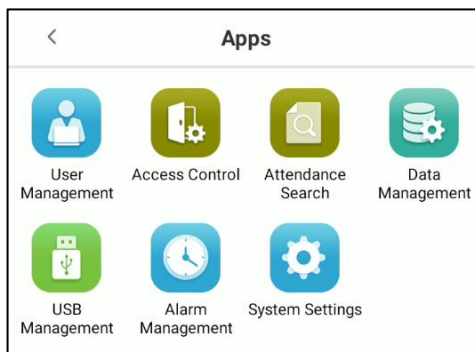 Apps
User
Management
Access Control
Attendance
Search
Data
Management
USB
Management
Alarm
Management
System Settings